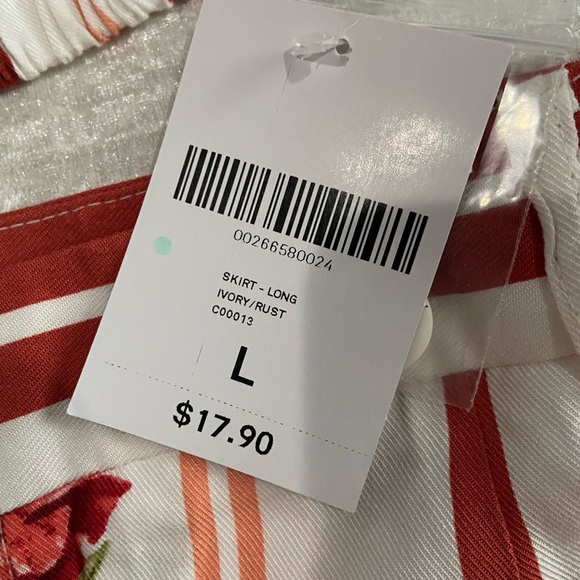 00266580024
SKIRT - LONG
IVORY/RUST
C00013
L
$17.90